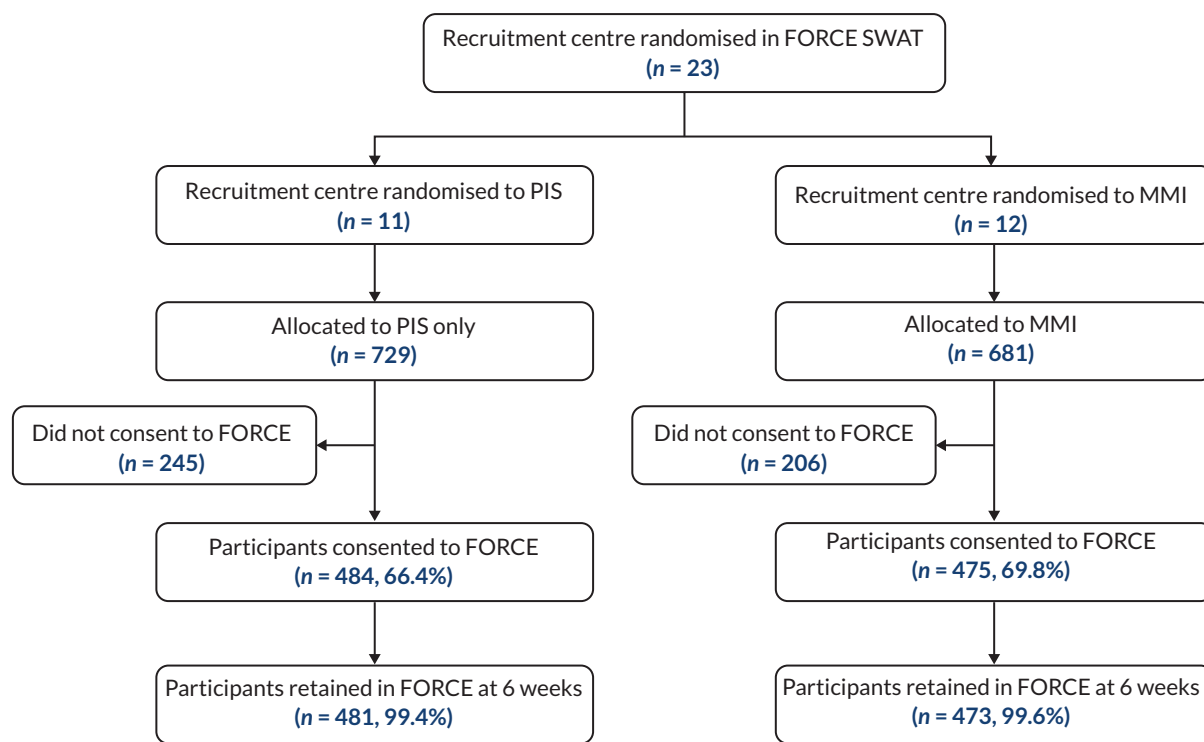 Recruitment centre randomised in FORCE SWAT
(n = 23)
Recruitment centre randomised to PIS
(n = 11)
Recruitment centre randomised to MMI
(n = 12)
Allocated to PIS only
(n = 729)
Allocated to MMI
(n = 681)
Did not consent to FORCE
(n = 245)
Did not consent to FORCE
(n = 206)
Participants consented to FORCE
(n = 484, 66.4%)
Participants consented to FORCE
(n = 475, 69.8%)
Participants retained in FORCE at 6 weeks
(n = 481, 99.4%)
Participants retained in FORCE at 6 weeks
(n = 473, 99.6%)